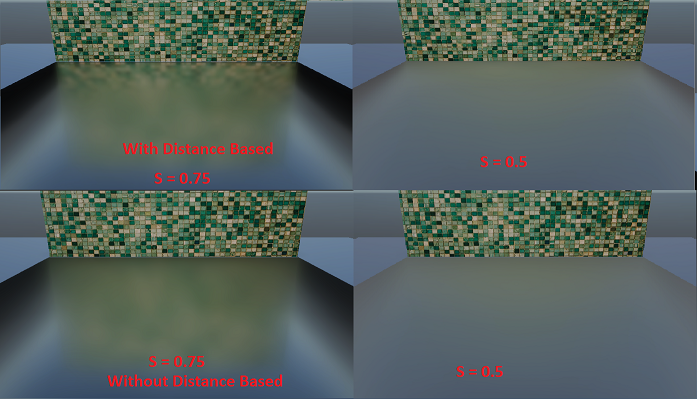 With Distance Based
S = 0.75
S = 0.5
S = 0.75
Without Distance Based
S = 0.5